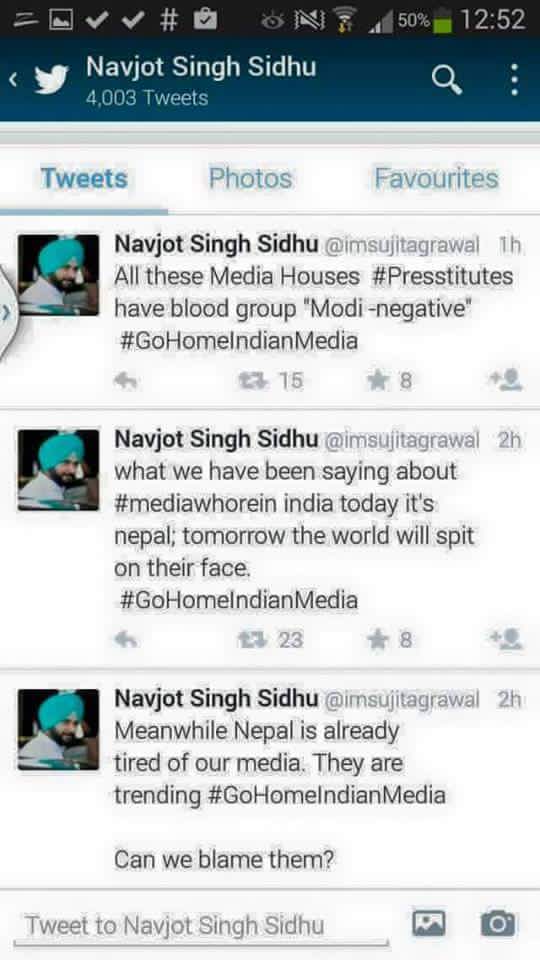 # 50% 12:52
Navjot Singh Sidhu
4,003 Tweets
Tweets Photos Favourites
Navjot Singh Sidhu @imsujitagrawal 1h
All these Media Houses #Presstitutes
have blood group "Modi -negative"
#GoHomeIndianMedia
15 8
Navjot Singh Sidhu @imsujitagrawal 2h
what we have been saying about
#mediawhorein india today it's
nepal; tomorrow the world will spit
on their face.
#GoHomeIndianMedia
23 8
Navjot Singh Sidhu @imsujitagrawal 2h
Meanwhile Nepal is already
tired of our media. They are
trending #GoHomeIndianMedia
Can we blame them?
Tweet to Navjot Singh Sidhu